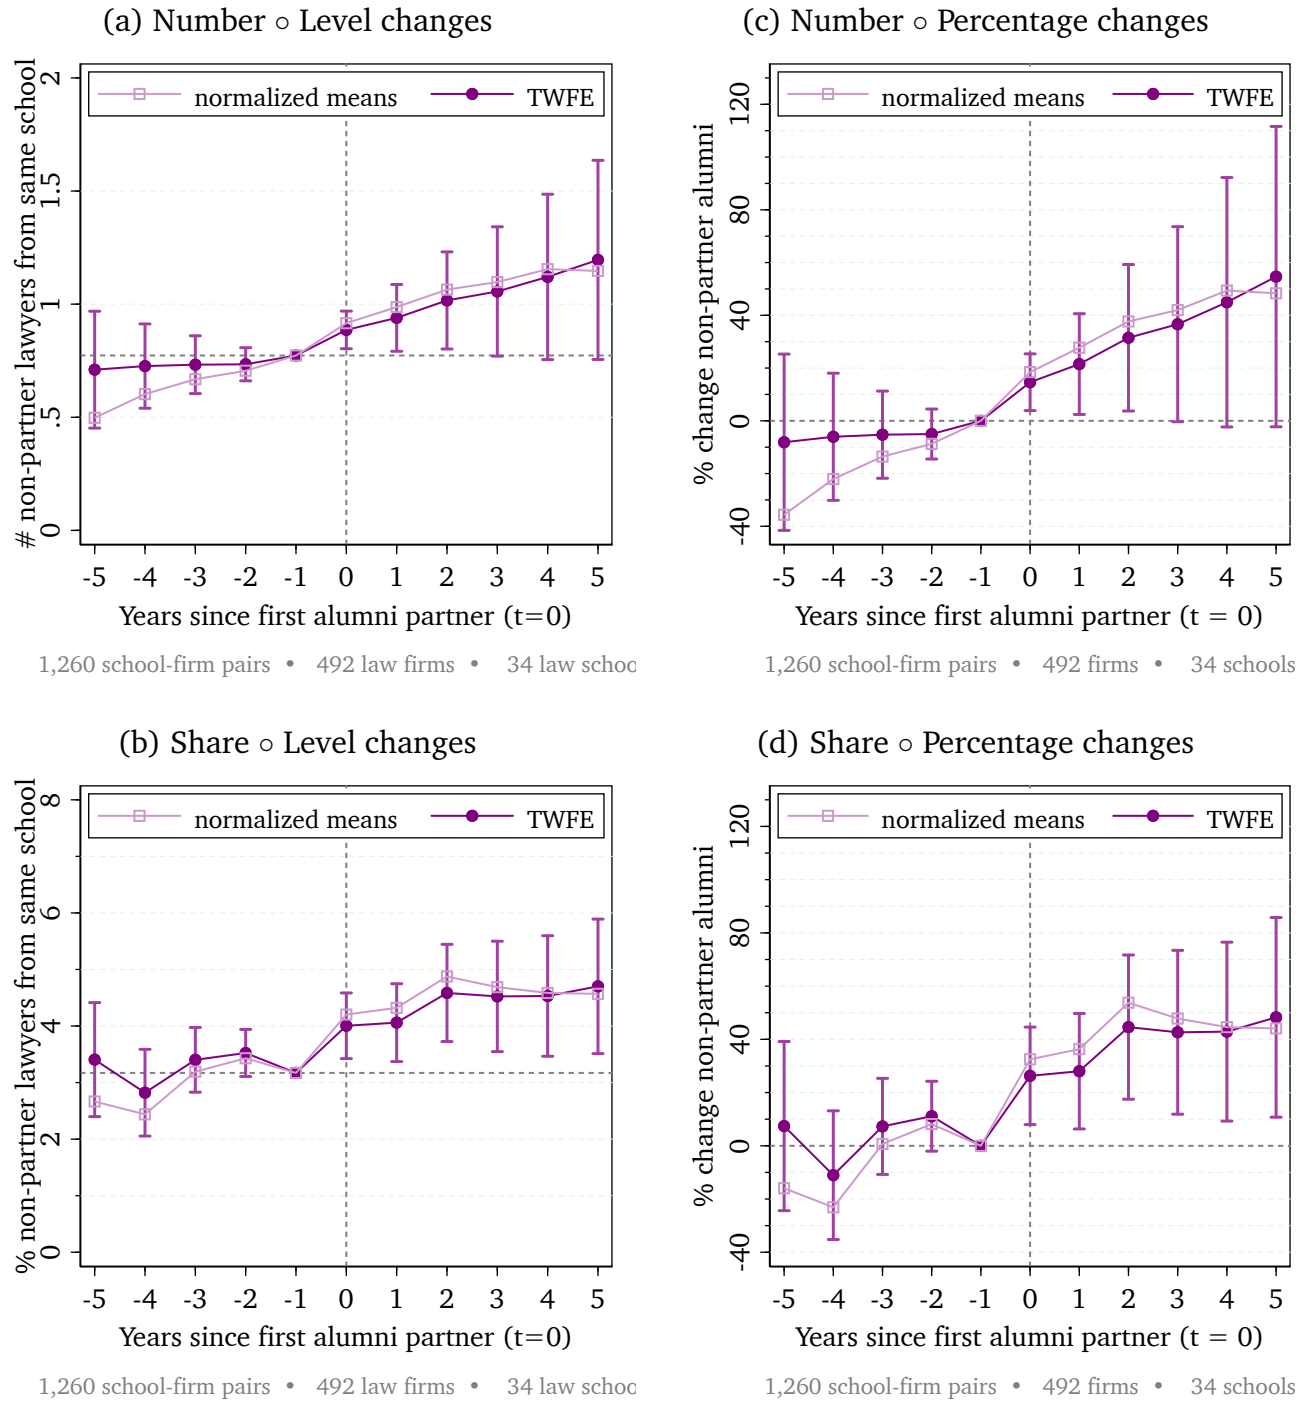 (a) Number ◦ Level changes
normalized means TWFE
# non-partner lawyers from same school
2
1.5
1
.5
0
-5 -4 -3 -2 -1 0 1 2 3 4 5
Years since first alumni partner (t=0)
1,260 school-firm pairs • 492 law firms • 34 law schoo
(c) Number ◦ Percentage changes
normalized means TWFE
% change non-partner alumni
120
80
40
0
-40
-5 -4 -3 -2 -1 0 1 2 3 4 5
Years since first alumni partner (t = 0)
1,260 school-firm pairs • 492 firms • 34 schools
(b) Share ◦ Level changes
normalized means TWFE
% non-partner lawyers from same school
8
6
4
2
0
-5 -4 -3 -2 -1 0 1 2 3 4 5
Years since first alumni partner (t=0)
1,260 school-firm pairs • 492 law firms • 34 law schoo
(d) Share ◦ Percentage changes
normalized means TWFE
% change non-partner alumni
120
80
40
0
-40
-5 -4 -3 -2 -1 0 1 2 3 4 5
Years since first alumni partner (t = 0)
1,260 school-firm pairs • 492 firms • 34 schools